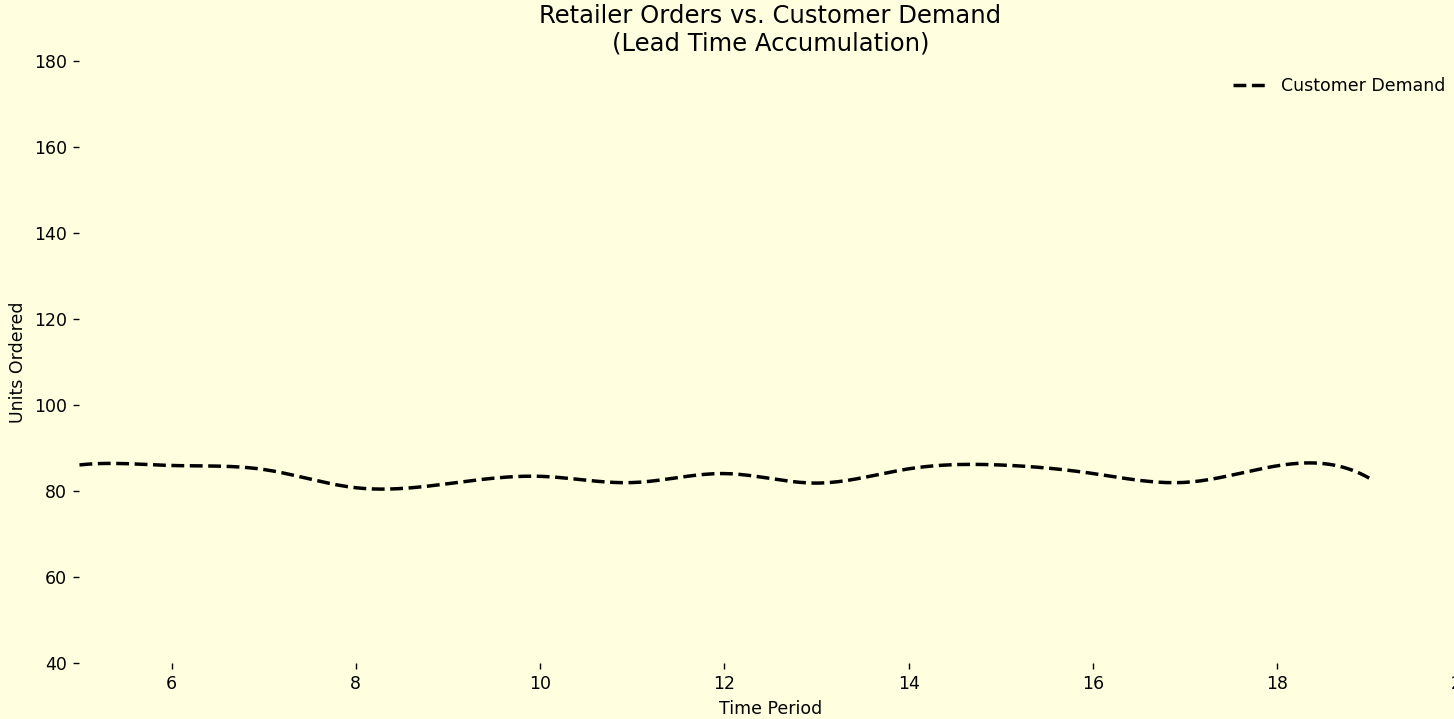 Retailer Orders vs. Customer Demand
(Lead Time Accumulation)
Customer Demand
180
160
140
120
100
80
60
40
Units Ordered
6 8 10 12 14 16 18
Time Period